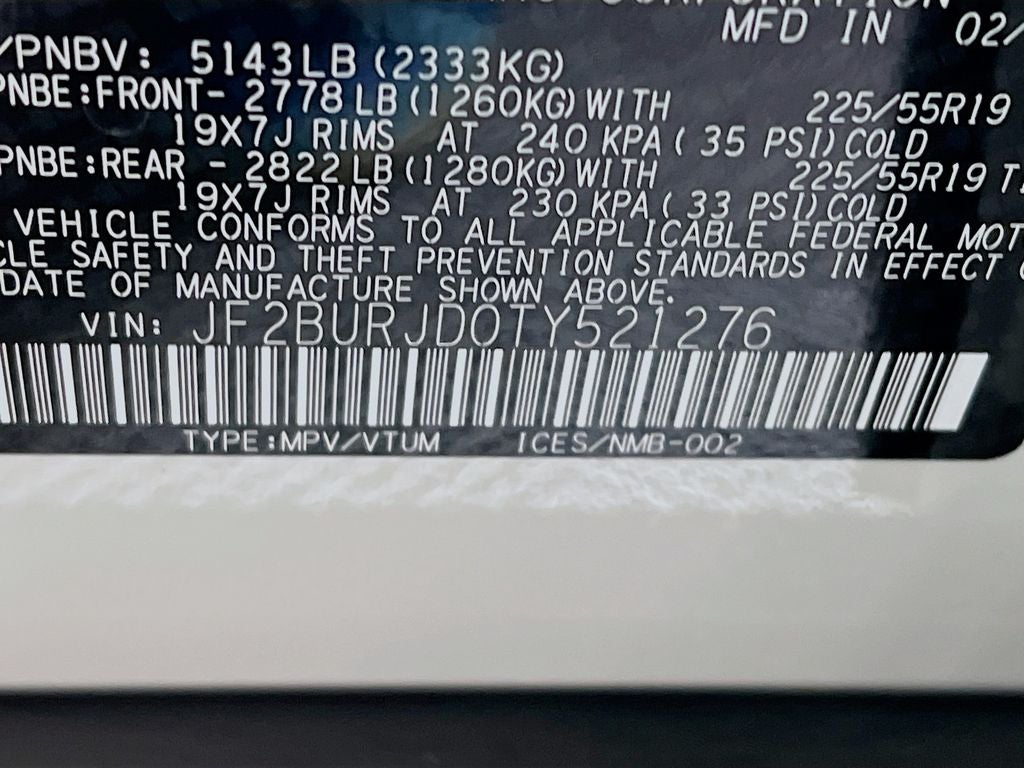 MFD IN 02/
/PNBV: 5143LB (2333KG)
PNBE:FRONT- 2778 LB (1260KG) WITH 225/55R19
19X7J RIMS AT 240 KPA ( 35 PSI) COLD
PNBE:REAR - 2822 LB (1280KG) WITH 225/55R19 TI
19X7J RIMS AT 230 KPA ( 33 PSI) COLD
VEHICLE CONFORMS TO ALL APPLICABLE FEDERAL MOT
CLE SAFETY AND THEFT PREVENTION STANDARDS IN EFFECT
DATE OF MANUFACTURE SHOWN ABOVE.
VIN: JF2BURJD0TY521276
TYPE:MPV/VTUM ICES/NMB-002